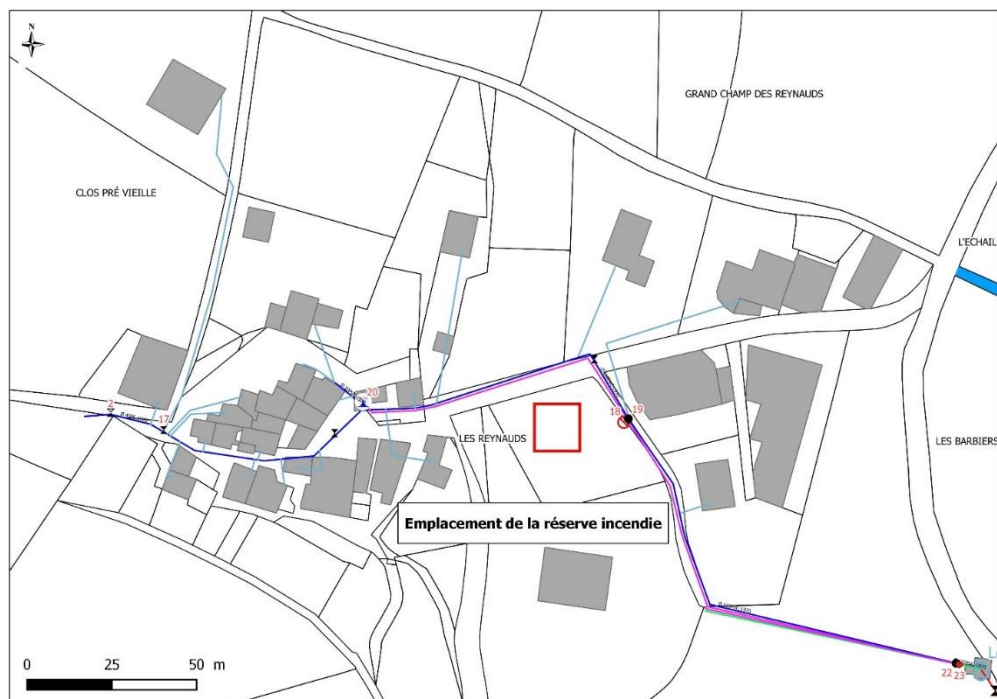 N
GRAND CHAMP DES REYNAUDS
CLOS PRÉ VIEILLE
L'ECHAIL
2
17
20
18
19
LES REYNAUDS
LES BARBIERS
Emplacement de la réserve incendie
0 25 50 m
22
23